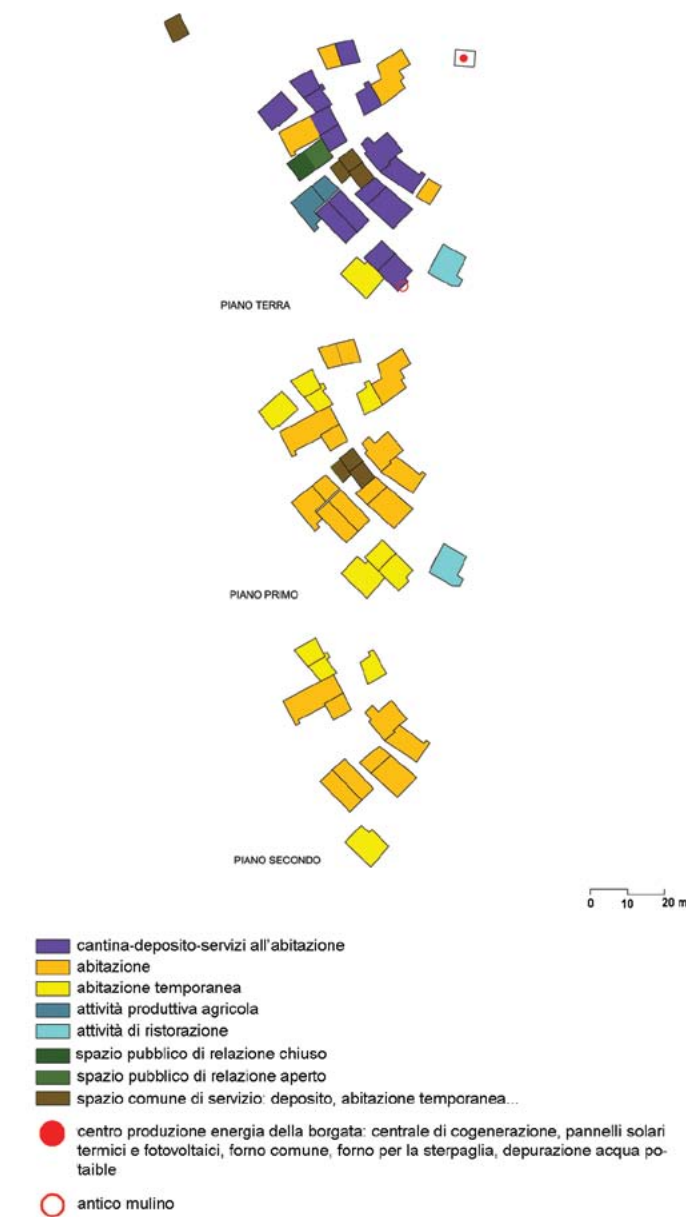 PIANO TERRA
PIANO PRIMO
PIANO SECONDO
0 10 20 m
cantina-deposito-servizi all'abitazione
abitazione
abitazione temporanea
attività produttiva agricola
attività di ristorazione
spazio pubblico di relazione chiuso
spazio pubblico di relazione aperto
spazio comune di servizio: deposito, abitazione temporanea...
centro produzione energia della borgata: centrale di cogenerazione, pannelli solari
termici e fotovoltaici, forno comune, forno per la sterpaglia, depurazione acqua po-
taible
antico mulino